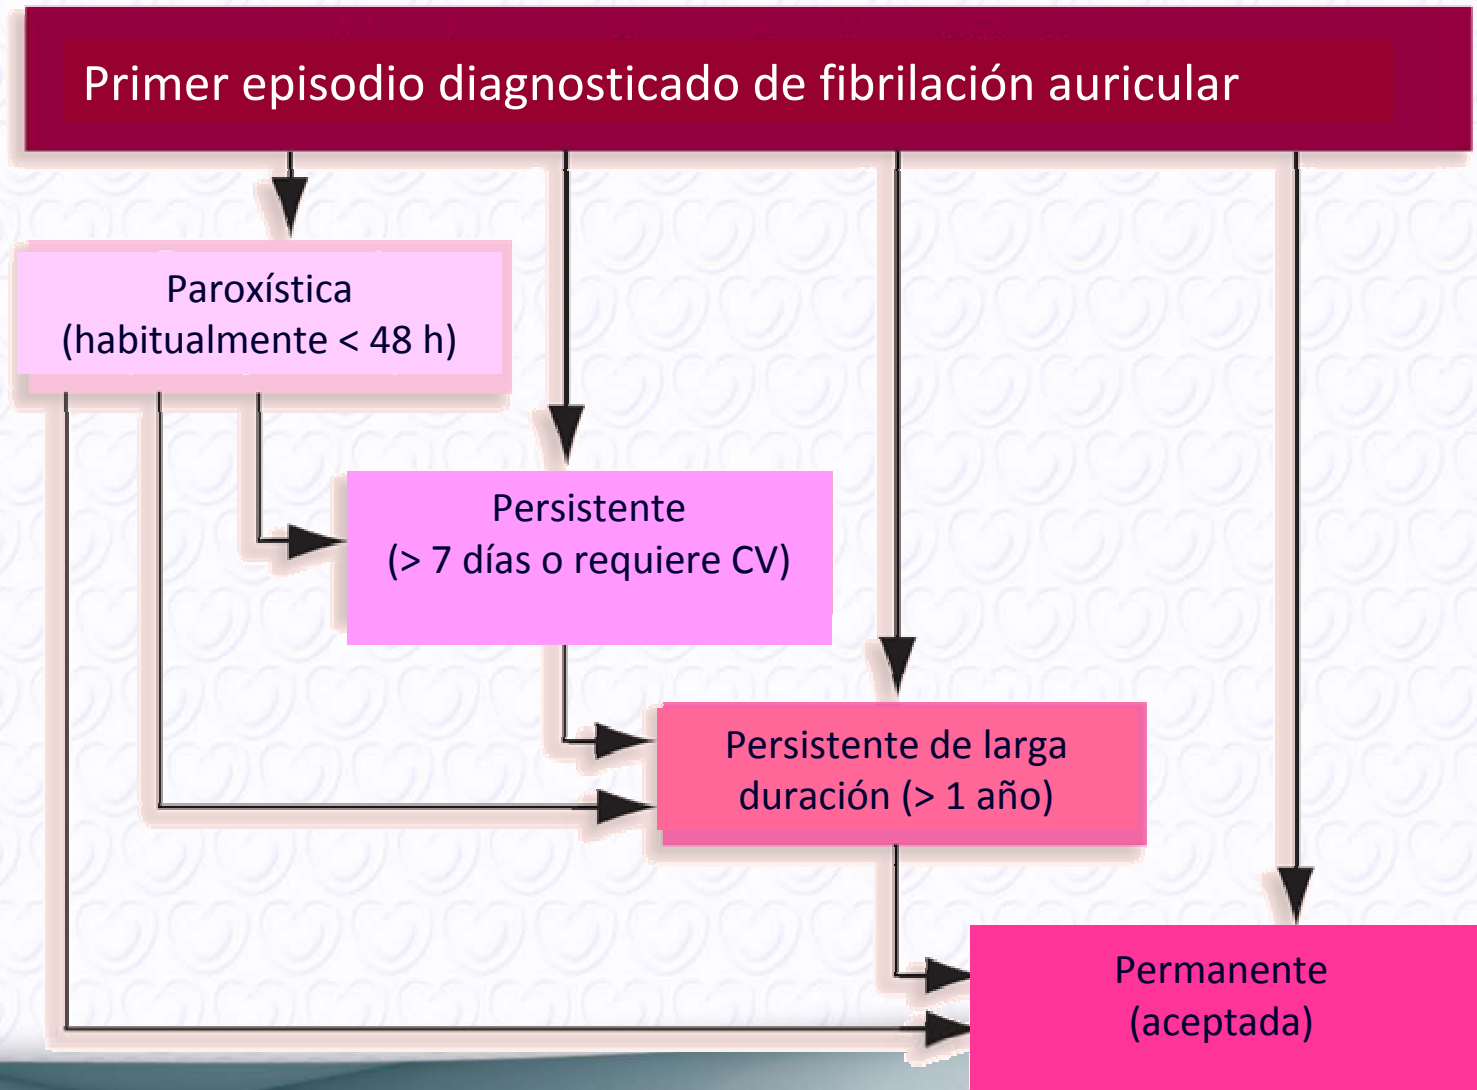 Primer episodio diagnosticado de fibrilación auricular
Paroxística
(habitualmente < 48 h)
Persistente
(> 7 días o requiere CV)
Persistente de larga
duración (> 1 año)
Permanente
(aceptada)